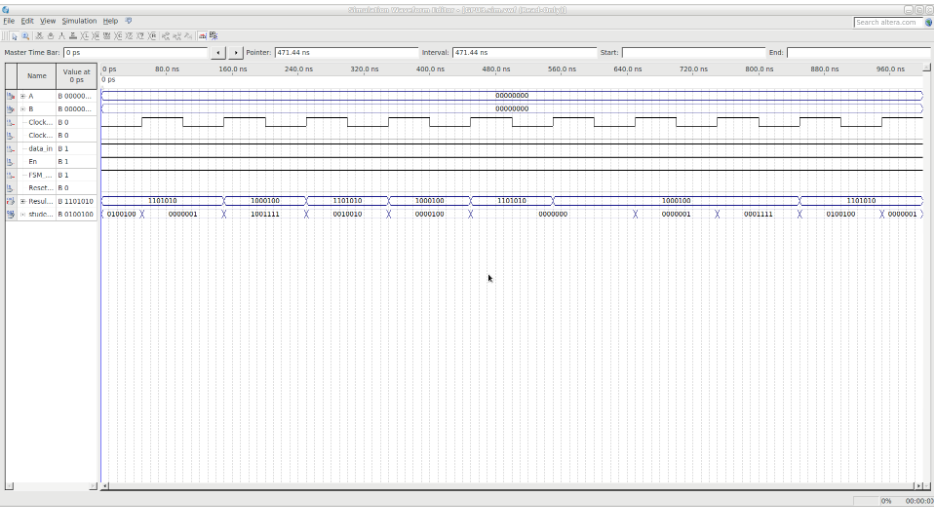 Simulation Waveform Editor
File Edit View Simulation Help
Search altera.com
Master Time Bar: 0 ps Pointer: 471.44 ns Interval: 471.44 ns Start: End:
Name Value at 0 ps
0 ps 80.0 ns 160.0 ns 240.0 ns 320.0 ns 400.0 ns 480.0 ns 560.0 ns 640.0 ns 720.0 ns 800.0 ns 880.0 ns 960.0 ns
0 ps
A B 00000... 00000000
B B 00000... 00000000
Clock... B 0
Clock... B 0
data_in B 1
En B 1
FSM_... B 1
Reset... B 0
Resul... B 1101010 1101010 1000100 1101010 1000100 1101010 1000100 1101010
stude... B 0100100 0100100 0000001 1001111 0010010 0000100 0000000 0000001 0001111 0100100 0000001
0% 00:00:0